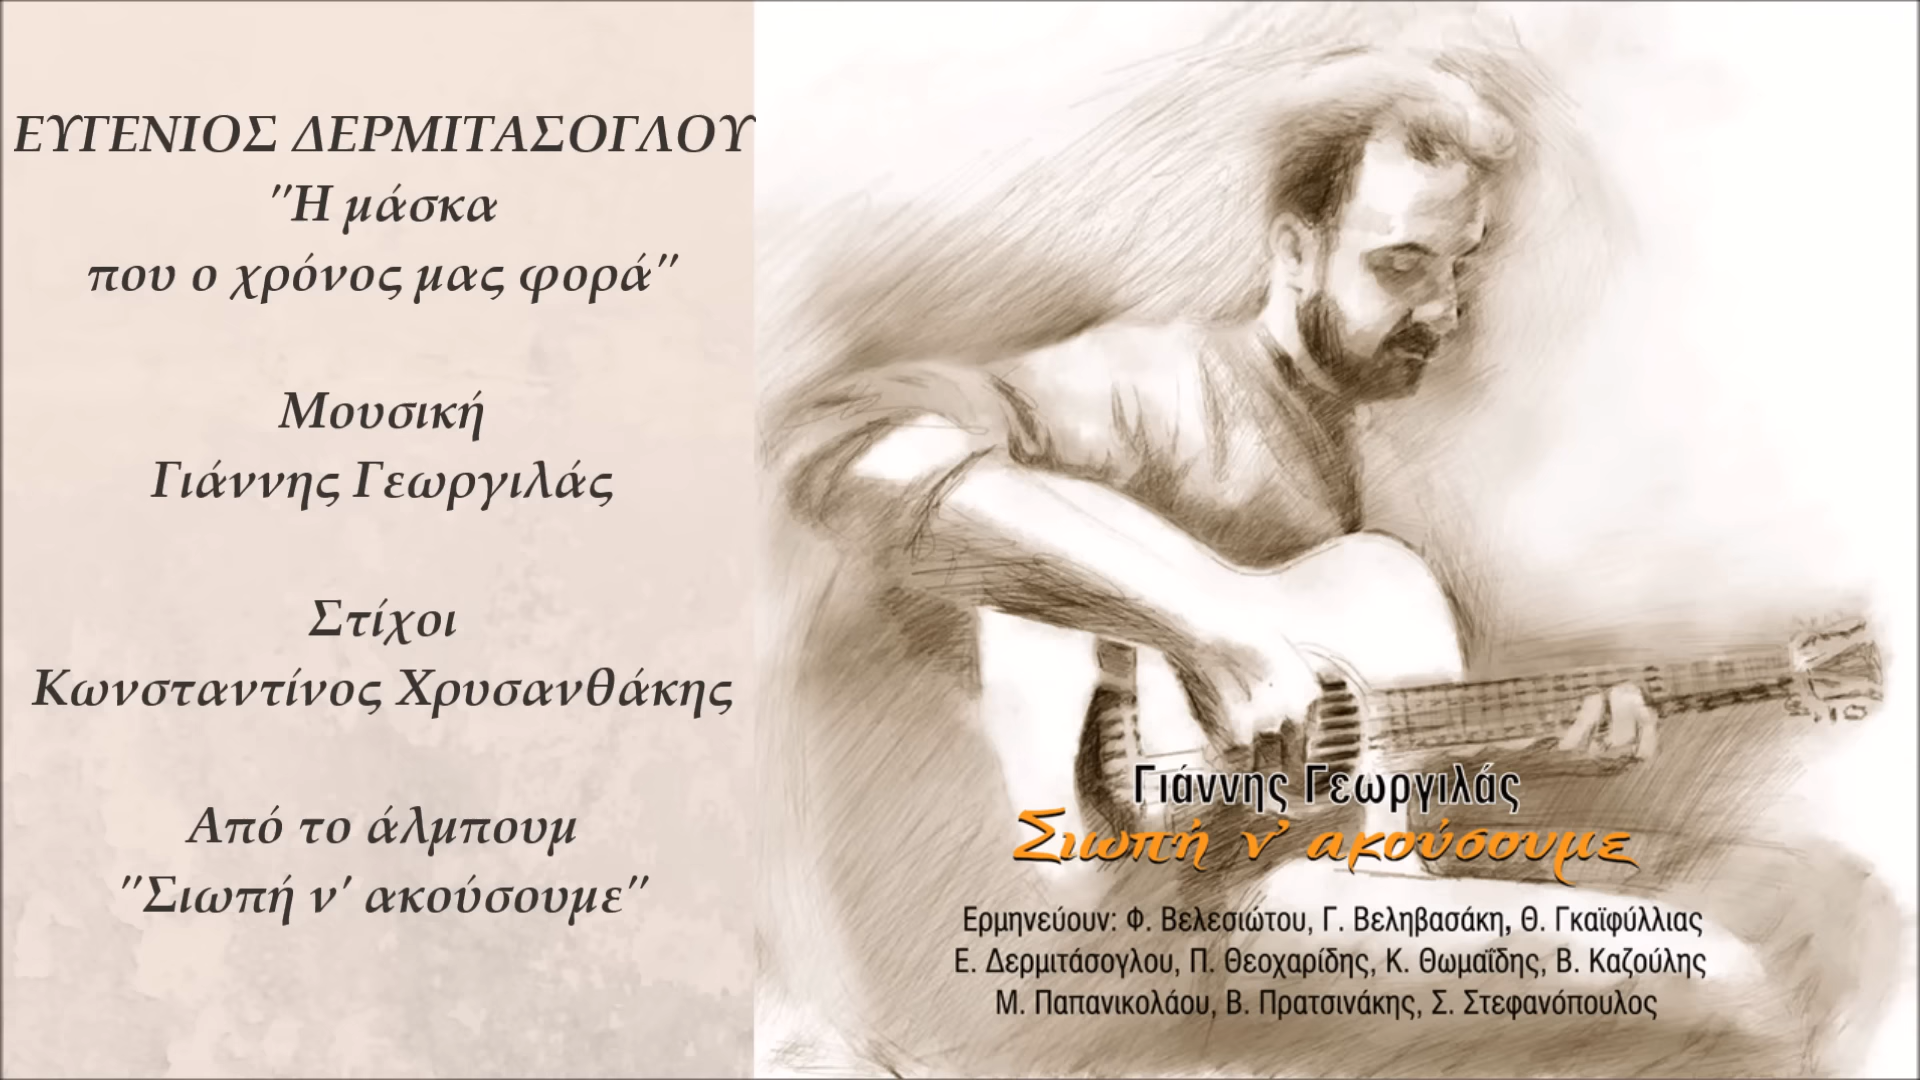 ΕΥΓΕΝΙΟΣ ΔΕΡΜΙΤΑΣΟΓΛΟΥ
"Η μάσκα
που ο χρόνος μας φορά"
Μουσική
Γιάννης Γεωργιλάς
Στίχοι
Κωνσταντίνος Χρυσανθάκης
Από το άλμπουμ
"Σιωπή ν' ακούσουμε"
Γιάννης Γεωργιλάς
Σιωπή ν' ακούσουμε
Ερμηνεύουν: Φ. Βελεσιώτου, Γ. Βεληβασάκη, Θ. Γκαϊφύλλιας
Ε. Δερμιτάσογλου, Π. Θεοχαρίδης, Κ. Θωμαΐδης, Β. Καζούλης
Μ. Παπανικολάου, Β. Πρατσινάκης, Σ. Στεφανόπουλος